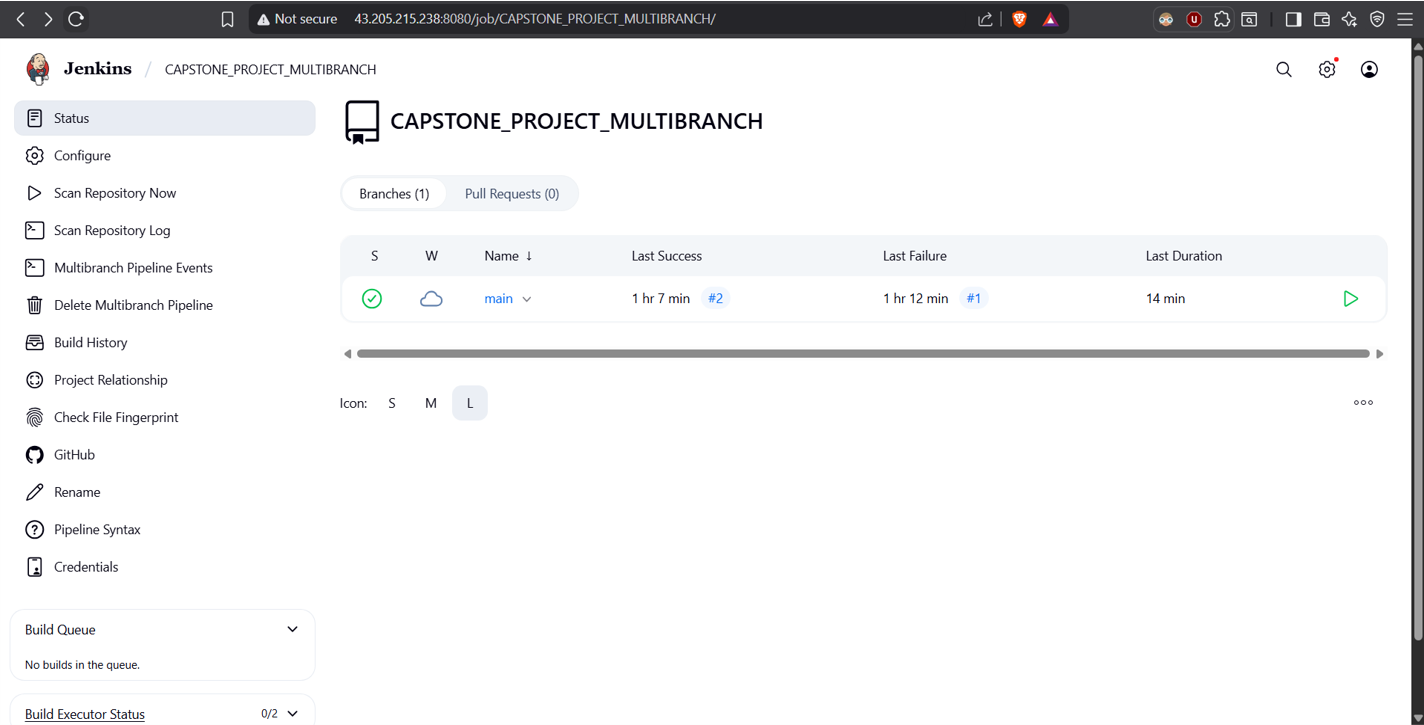 Not secure 43.205.215.238:8080/job/CAPSTONE_PROJECT_MULTIBRANCH/
Jenkins / CAPSTONE_PROJECT_MULTIBRANCH
Status
Configure
Scan Repository Now
Scan Repository Log
Multibranch Pipeline Events
Delete Multibranch Pipeline
Build History
Project Relationship
Check File Fingerprint
GitHub
Rename
Pipeline Syntax
Credentials
Build Queue
No builds in the queue.
Build Executor Status 0/2
CAPSTONE_PROJECT_MULTIBRANCH
Branches (1) Pull Requests (0)
S W Name ↓ Last Success Last Failure Last Duration
main 1 hr 7 min #2 1 hr 12 min #1 14 min
Icon: S M L